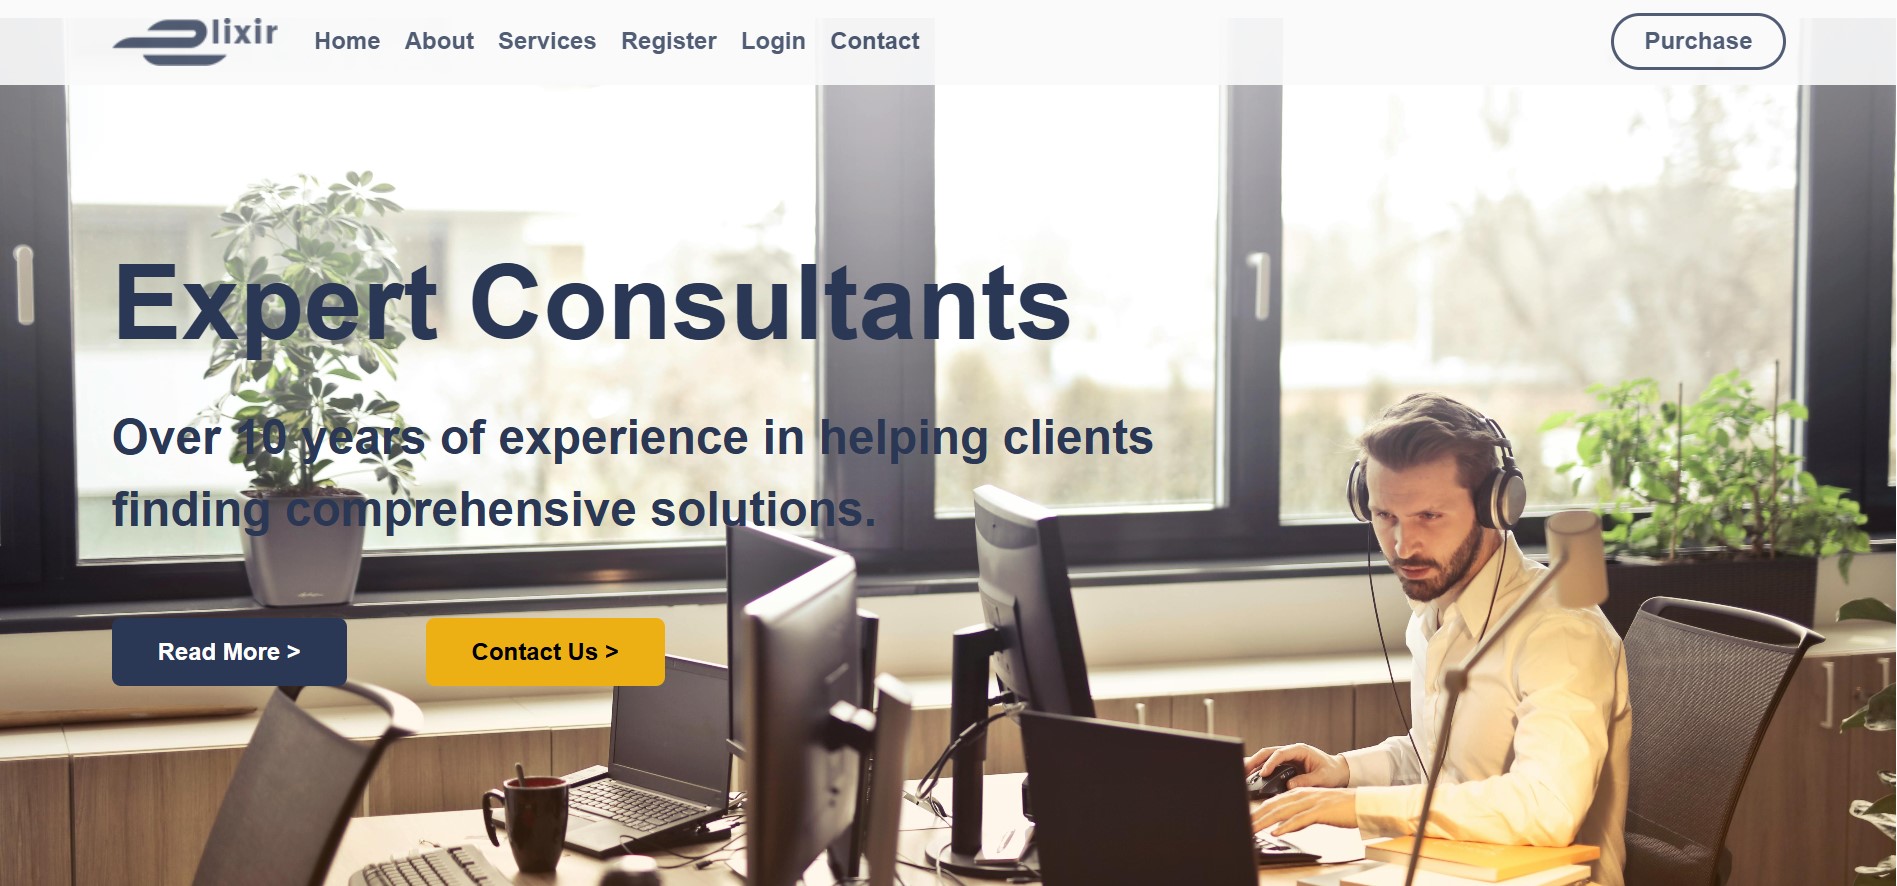 elixir
Home About Services Register Login Contact Purchase
Expert Consultants
Over 10 years of experience in helping clients
finding comprehensive solutions.
Read More > Contact Us >